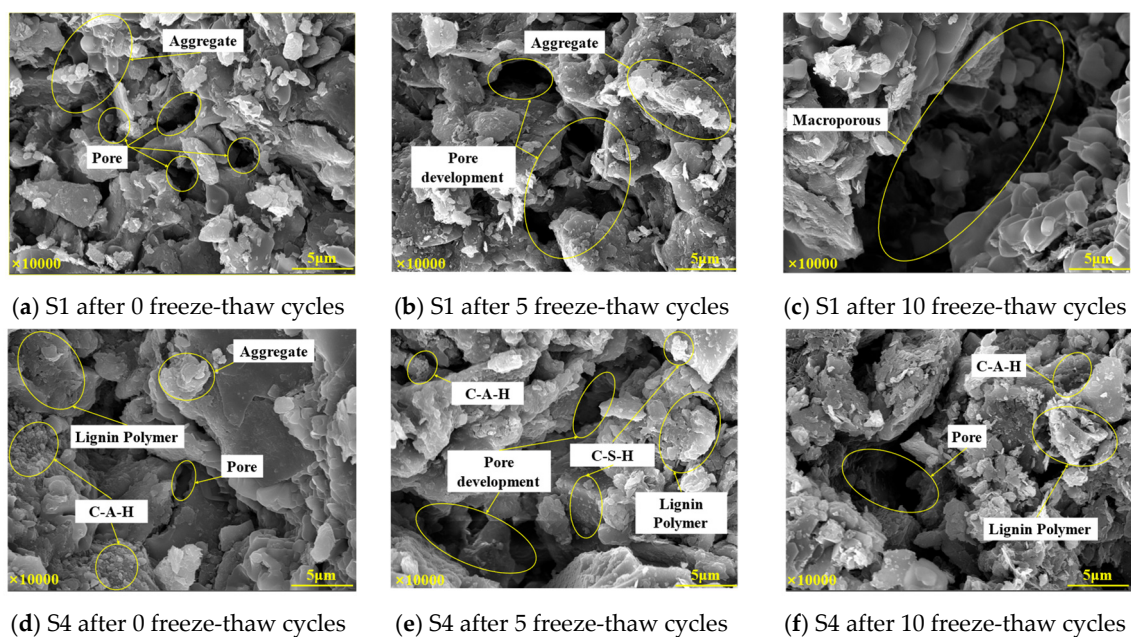 Aggregate
Pore
×10000
5μm
Aggregate
Pore
development
×10000
5μm
Macroporous
×10000
5μm
(a) S1 after 0 freeze-thaw cycles
(b) S1 after 5 freeze-thaw cycles
(c) S1 after 10 freeze-thaw cycles
Aggregate
Lignin Polymer
Pore
C-A-H
×10000
5μm
C-A-H
C-S-H
Pore
development
Lignin
Polymer
×10000
5μm
C-A-H
Pore
Lignin Polymer
×10000
5μm
(d) S4 after 0 freeze-thaw cycles
(e) S4 after 5 freeze-thaw cycles
(f) S4 after 10 freeze-thaw cycles